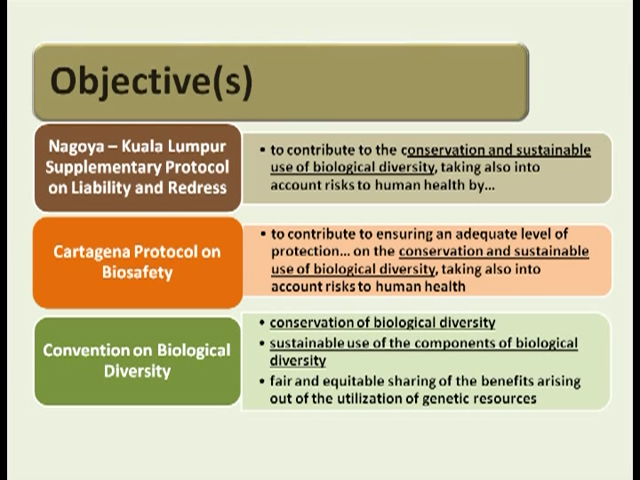 Objective(s)
Nagoya – Kuala Lumpur
Supplementary Protocol
on Liability and Redress
• to contribute to the conservation and sustainable
use of biological diversity, taking also into
account risks to human health by...
Cartagena Protocol on
Biosafety
• to contribute to ensuring an adequate level of
protection... on the conservation and sustainable
use of biological diversity, taking also into
account risks to human health
Convention on Biological
Diversity
• conservation of biological diversity
• sustainable use of the components of biological
diversity
• fair and equitable sharing of the benefits arising
out of the utilization of genetic resources